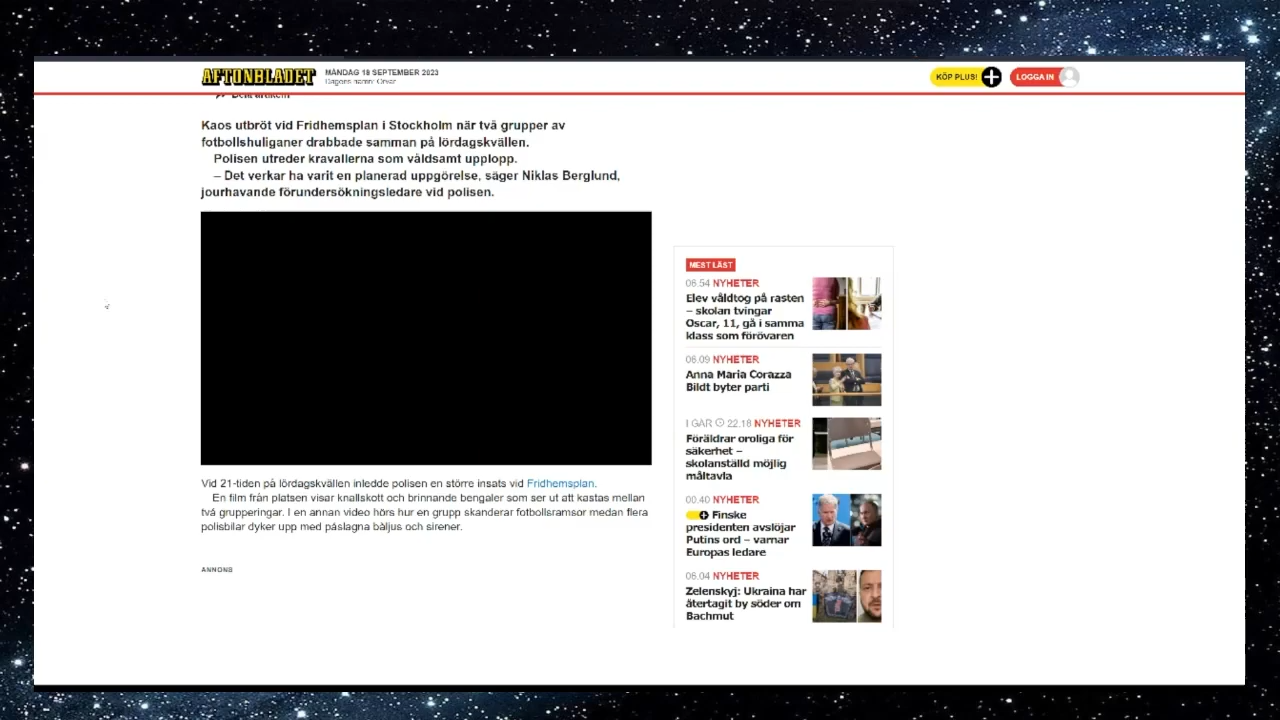 AFTONBLADET
MÅNDAG 18 SEPTEMBER 2023
Dagens namn: Orvar
KÖP PLUS!
LOGGA IN
Dela artikeln
Kaos utbröt vid Fridhemsplan i Stockholm när två grupper av
fotbollshuliganer drabbade samman på lördagskvällen.
Polisen utreder kravallerna som våldsamt upplopp.
– Det verkar ha varit en planerad uppgörelse, säger Niklas Berglund,
jourhavande förundersökningsledare vid polisen.
Vid 21-tiden på lördagskvällen inledde polisen en större insats vid Fridhemsplan.
En film från platsen visar knallskott och brinnande bengaler som ser ut att kastas mellan
två grupperingar. I en annan video hörs hur en grupp skanderar fotbollsramsor medan flera
polisbilar dyker upp med påslagna blåljus och sirener.
ANNONS
MEST LÄST
06.54 NYHETER
Elev våldtog på rasten
– skolan tvingar
Oscar, 11, gå i samma
klass som förövaren
06.09 NYHETER
Anna Maria Corazza
Bildt byter parti
I GÅR 22.18 NYHETER
Föräldrar oroliga för
säkerhet –
skolanställd möjlig
måltavla
00.40 NYHETER
Finske
presidenten avslöjar
Putins ord – varnar
Europas ledare
06.04 NYHETER
Zelenskyj: Ukraina har
återtagit by söder om
Bachmut